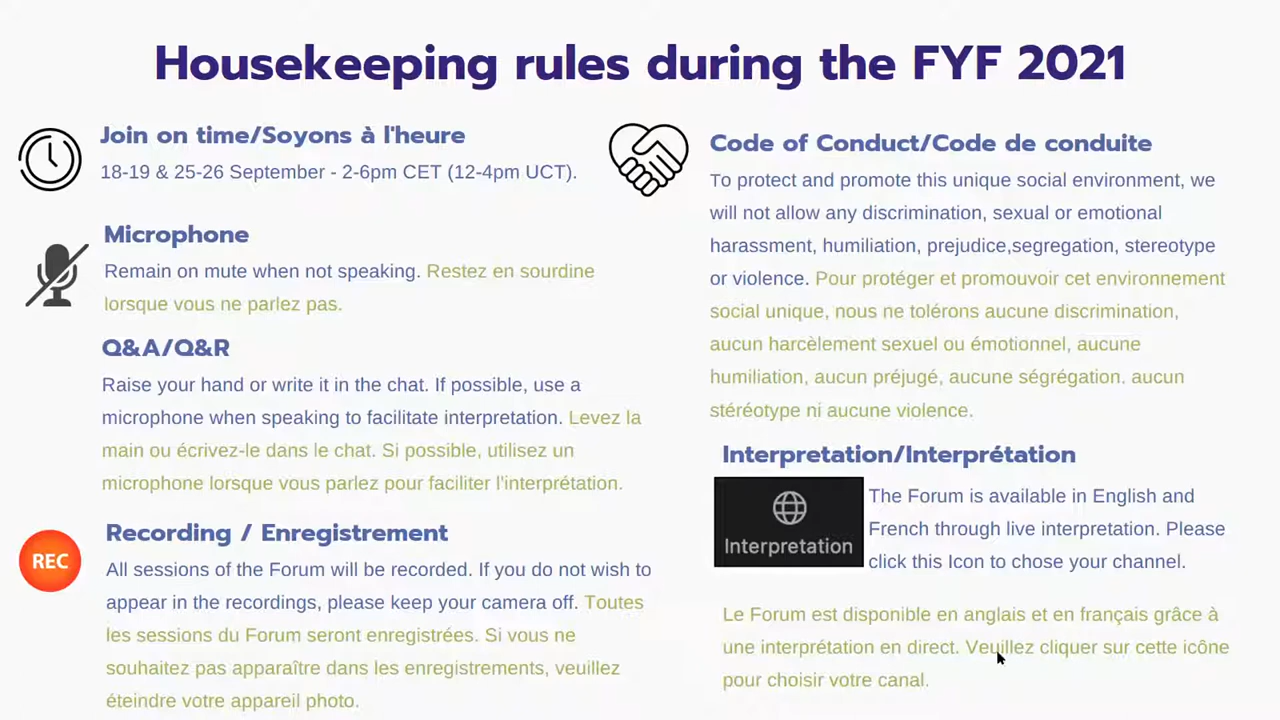 Housekeeping rules during the FYF 2021
Join on time/Soyons à l'heure
18-19 & 25-26 September - 2-6pm CET (12-4pm UCT).
Microphone
Remain on mute when not speaking. Restez en sourdine
lorsque vous ne parlez pas.
Q&A/Q&R
Raise your hand or write it in the chat. If possible, use a
microphone when speaking to facilitate interpretation. Levez la
main ou écrivez-le dans le chat. Si possible, utilisez un
microphone lorsque vous parlez pour faciliter l'interprétation.
REC
Recording / Enregistrement
All sessions of the Forum will be recorded. If you do not wish to
appear in the recordings, please keep your camera off. Toutes
les sessions du Forum seront enregistrées. Si vous ne
souhaitez pas apparaître dans les enregistrements, veuillez
éteindre votre appareil photo.
Code of Conduct/Code de conduite
To protect and promote this unique social environment, we
will not allow any discrimination, sexual or emotional
harassment, humiliation, prejudice,segregation, stereotype
or violence. Pour protéger et promouvoir cet environnement
social unique, nous ne tolérons aucune discrimination,
aucun harcèlement sexuel ou émotionnel, aucune
humiliation, aucun préjugé, aucune ségrégation. aucun
stéréotype ni aucune violence.
Interpretation/Interprétation
Interpretation
The Forum is available in English and
French through live interpretation. Please
click this Icon to chose your channel.
Le Forum est disponible en anglais et en français grâce à
une interprétation en direct. Veuillez cliquer sur cette icône
pour choisir votre canal.